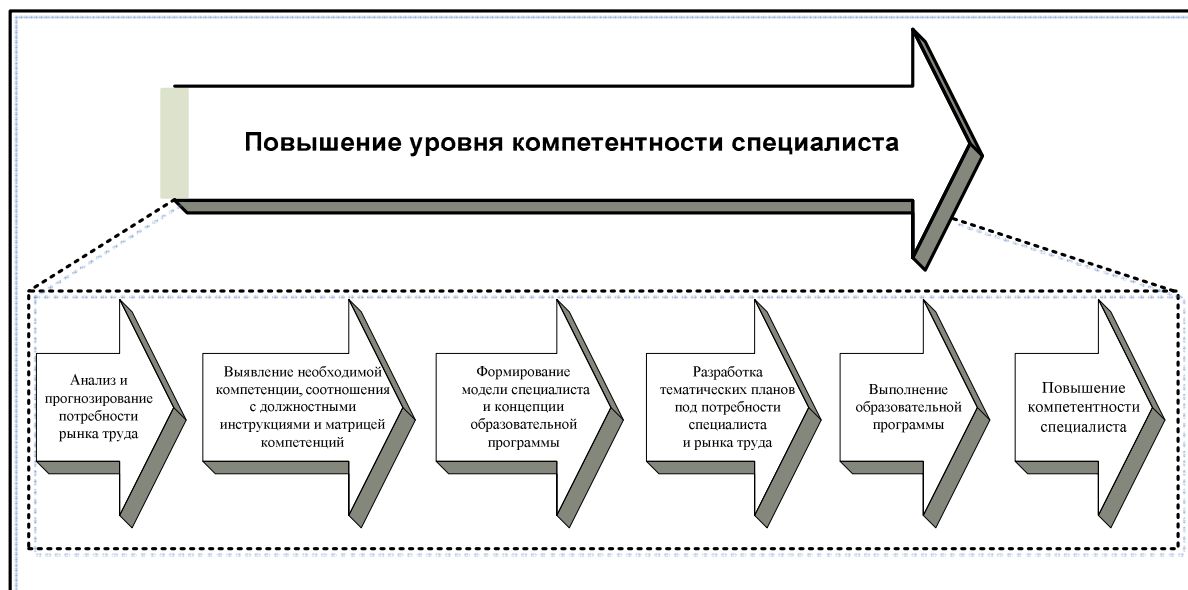 Повышение уровня компетентности специалиста
Анализ и
прогнозирование
потребности
рынка труда
Выявление необходимой
компетенции, соотношения
с должностными
инструкциями и матрицей
компетенций
Формирование
модели специалиста
и концепции
образовательной
программы
Разработка
тематических планов
под потребности
специалиста
и рынка труда
Выполнение
образовательной
программы
Повышение
компетентности
специалиста